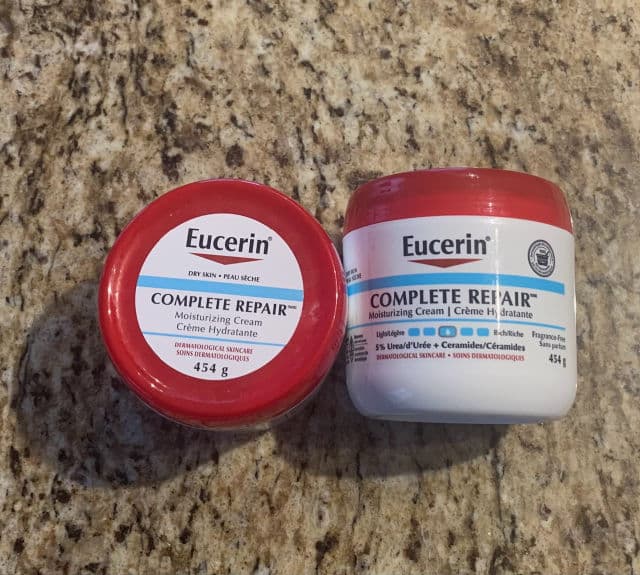 Eucerin®
DRY SKIN • PEAU SÈCHE
COMPLETE REPAIR
Moisturizing Cream
Crème Hydratante
DERMATOLOGICAL SKINCARE
SOINS DERMATOLOGIQUES
454 g
Eucerin®
COMPLETE REPAIR
Moisturizing Cream | Crème Hydratante
Light/Légère Rich/Riche
Fragrance-Free
Sans parfum
5% Urea/d'Urée + Ceramides/Céramides
DERMATOLOGICAL SKINCARE • SOINS DERMATOLOGIQUES
454 g